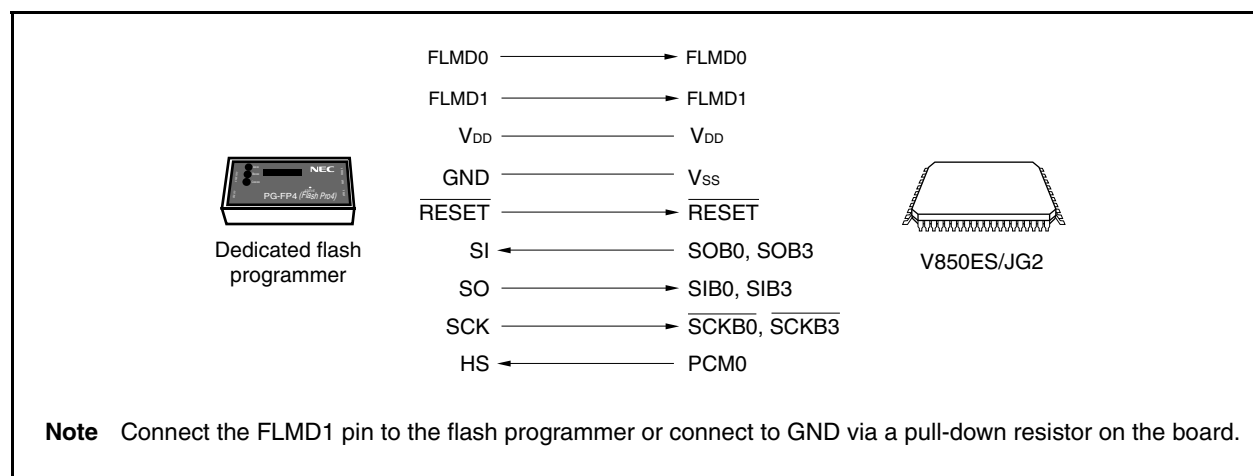 FLMD0 FLMD0
FLMD1 FLMD1
VDD VDD
GND VSS
RESET RESET
SI SOB0, SOB3
SO SIB0, SIB3
SCK SCKB0, SCKB3
HS PCM0
NEC
PG-FP4 (Flash Pro4)
Dedicated flash
programmer
V850ES/JG2
Note Connect the FLMD1 pin to the flash programmer or connect to GND via a pull-down resistor on the board.